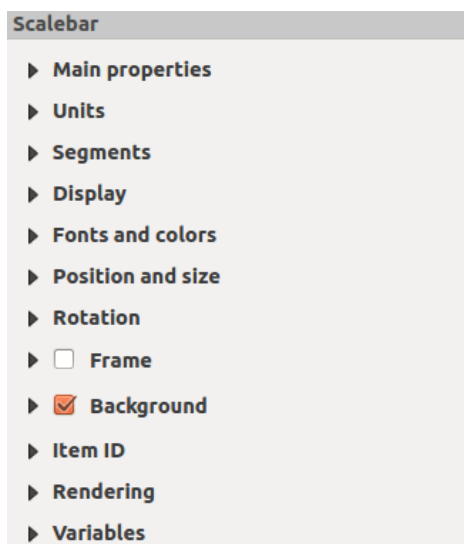 Scalebar
Main properties
Units
Segments
Display
Fonts and colors
Position and size
Rotation
Frame
Background
Item ID
Rendering
Variables